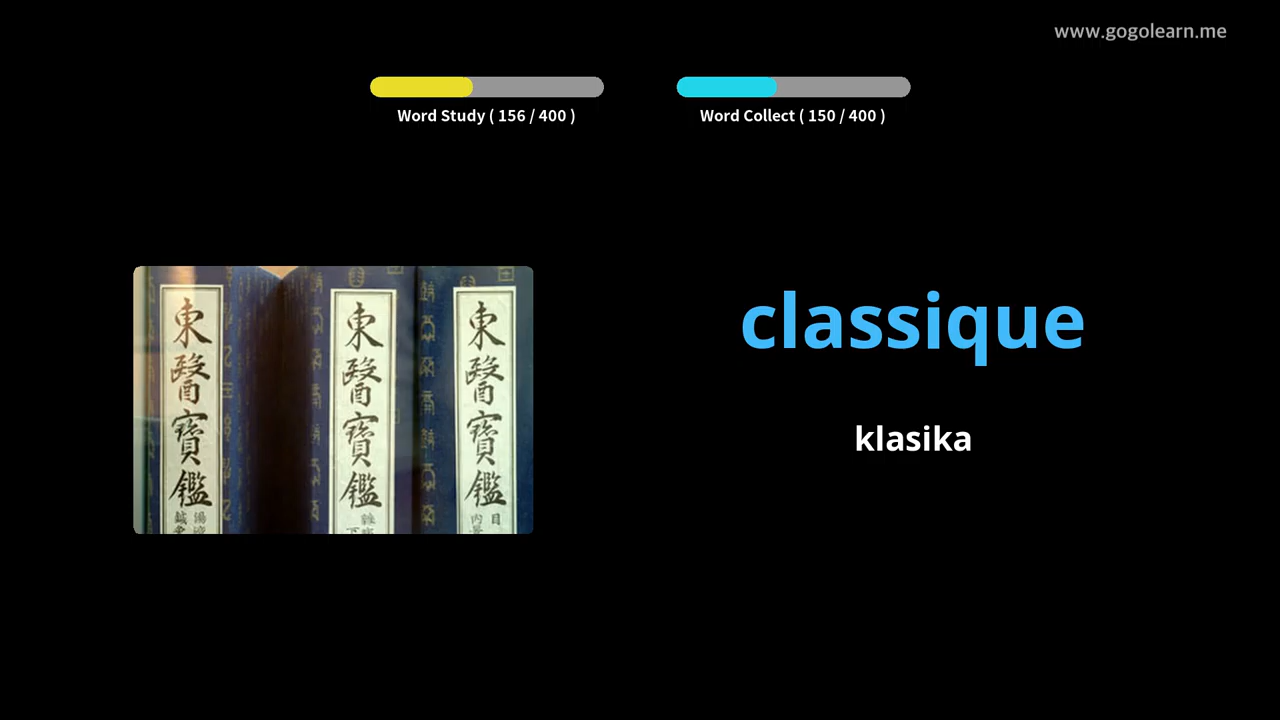 www.gogolearn.me
Word Study ( 156 / 400 )
Word Collect ( 150 / 400 )
東醫寶鑑
東醫寶鑑
東醫寶鑑
classique
klasika